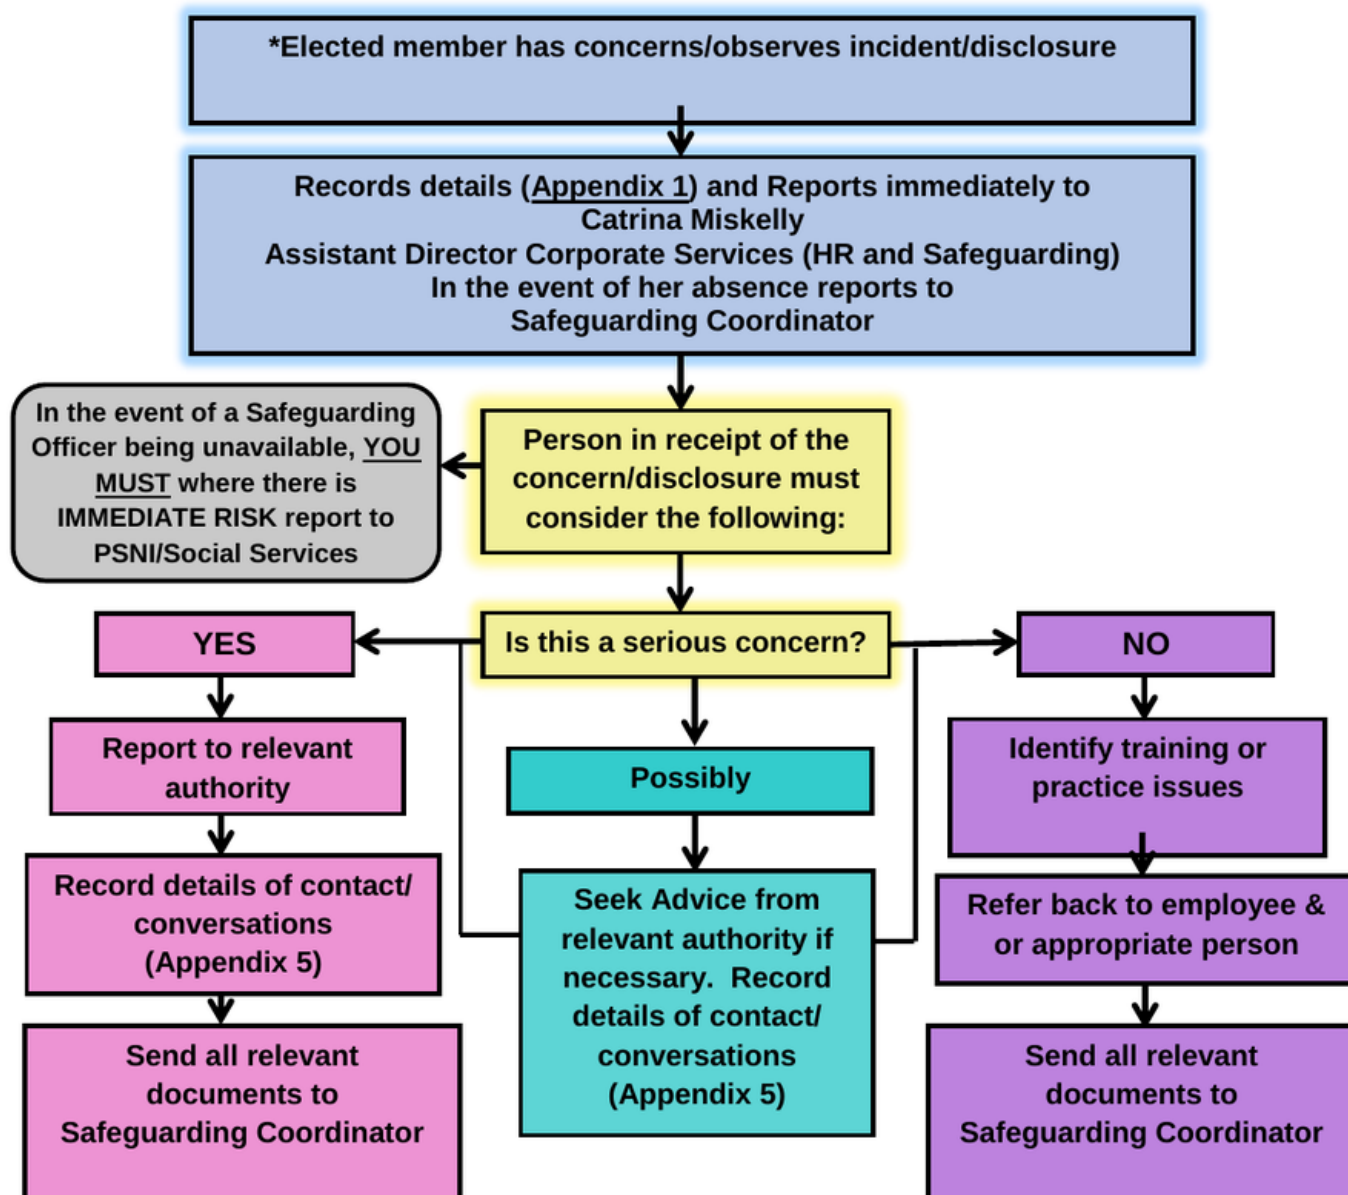 *Elected member has concerns/observes incident/disclosure
Records details (Appendix 1) and Reports immediately to
Catrina Miskelly
Assistant Director Corporate Services (HR and Safeguarding)
In the event of her absence reports to
Safeguarding Coordinator
In the event of a Safeguarding
Officer being unavailable, YOU
MUST where there is
IMMEDIATE RISK report to
PSNI/Social Services
Person in receipt of the
concern/disclosure must
consider the following:
Is this a serious concern?
YES
Report to relevant
authority
Record details of contact/
conversations
(Appendix 5)
Send all relevant
documents to
Safeguarding Coordinator
Possibly
Seek Advice from
relevant authority if
necessary.  Record
details of contact/
conversations
(Appendix 5)
NO
Identify training or
practice issues
Refer back to employee &
or appropriate person
Send all relevant
documents to
Safeguarding Coordinator